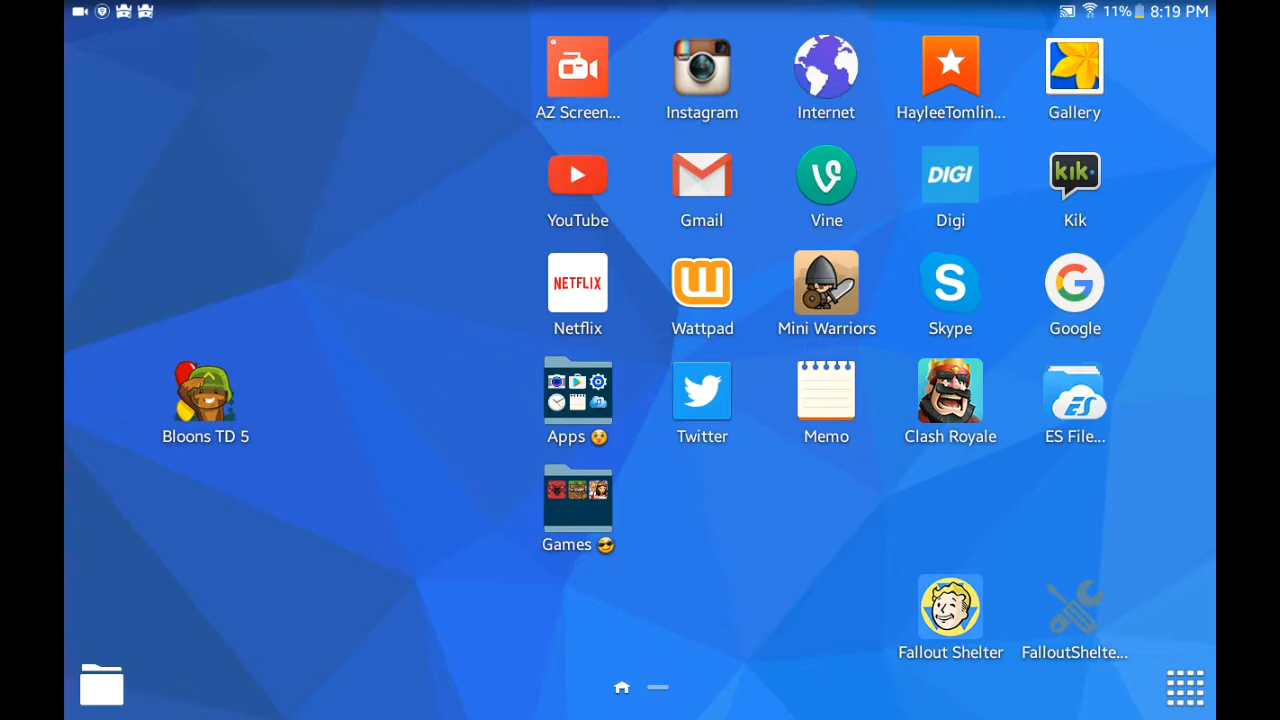 11% 8:19 PM
AZ Screen... Instagram Internet HayleeTomlin... Gallery
DIGI kik.
YouTube Gmail Vine Digi Kik
NETFLIX
Netflix Wattpad Mini Warriors Skype Google
ES
Apps Twitter Memo Clash Royale ES File...
Bloons TD 5
Games
Fallout Shelter FalloutShelte...